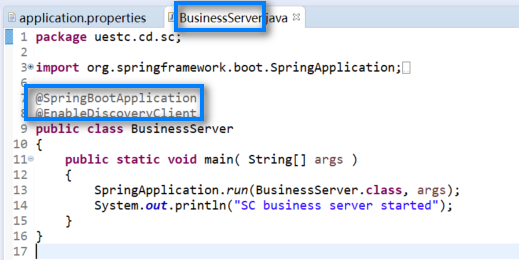 application.properties BusinessServer.java
1 package uestc.cd.sc;
2
3 import org.springframework.boot.SpringApplication;
7 @SpringBootApplication
8 @EnableDiscoveryClient
9 public class BusinessServer
10 {
11 public static void main( String[] args )
12 {
13 SpringApplication.run(BusinessServer.class, args);
14 System.out.println("SC business server started");
15 }
16 }
17